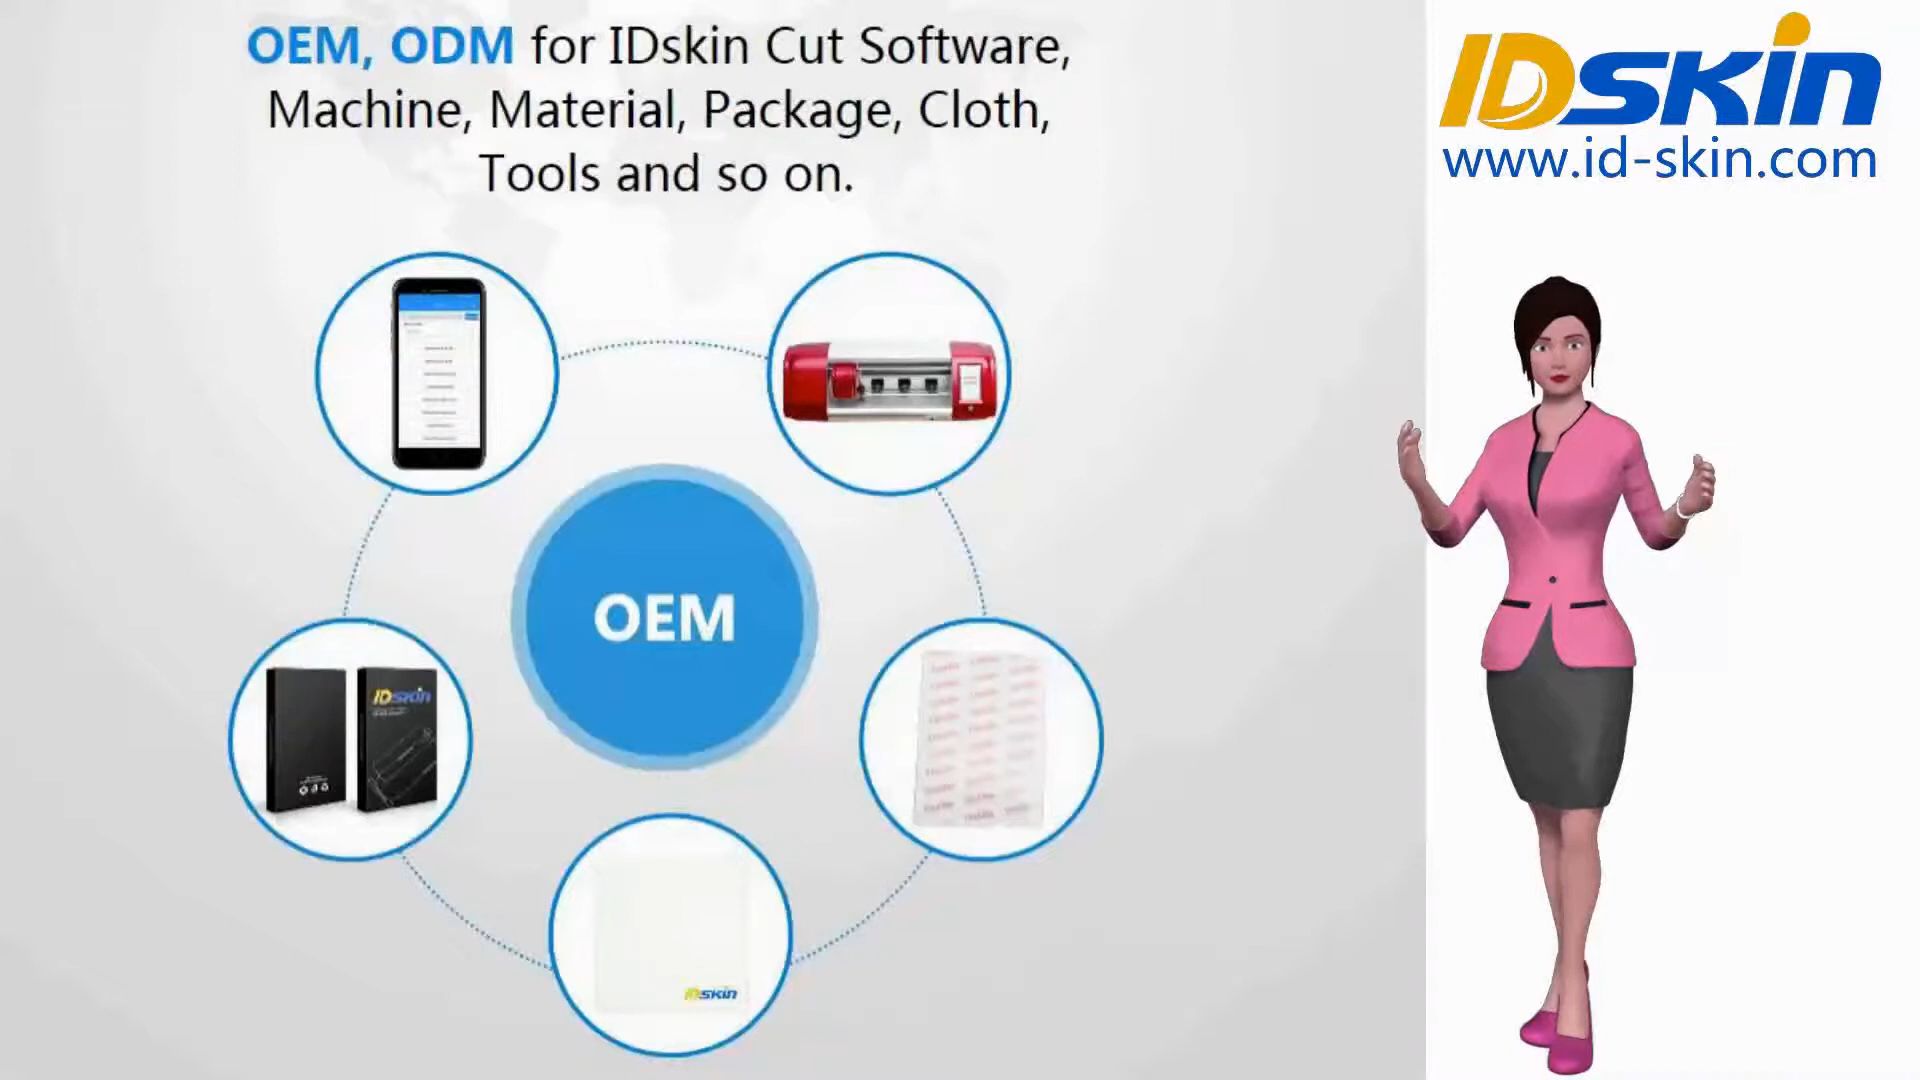 OEM, ODM for IDskin Cut Software,
Machine, Material, Package, Cloth,
Tools and so on.
IDskin
www.id-skin.com
OEM
IDskin
IDskin